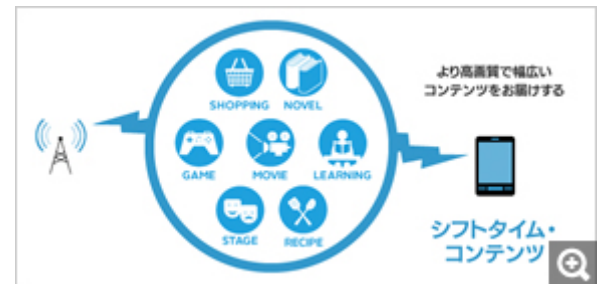 SHOPPING
NOVEL
GAME
MOVIE
LEARNING
STAGE
RECIPE
より高画質で幅広い
コンテンツをお届けする
シフトタイム・
コンテンツ